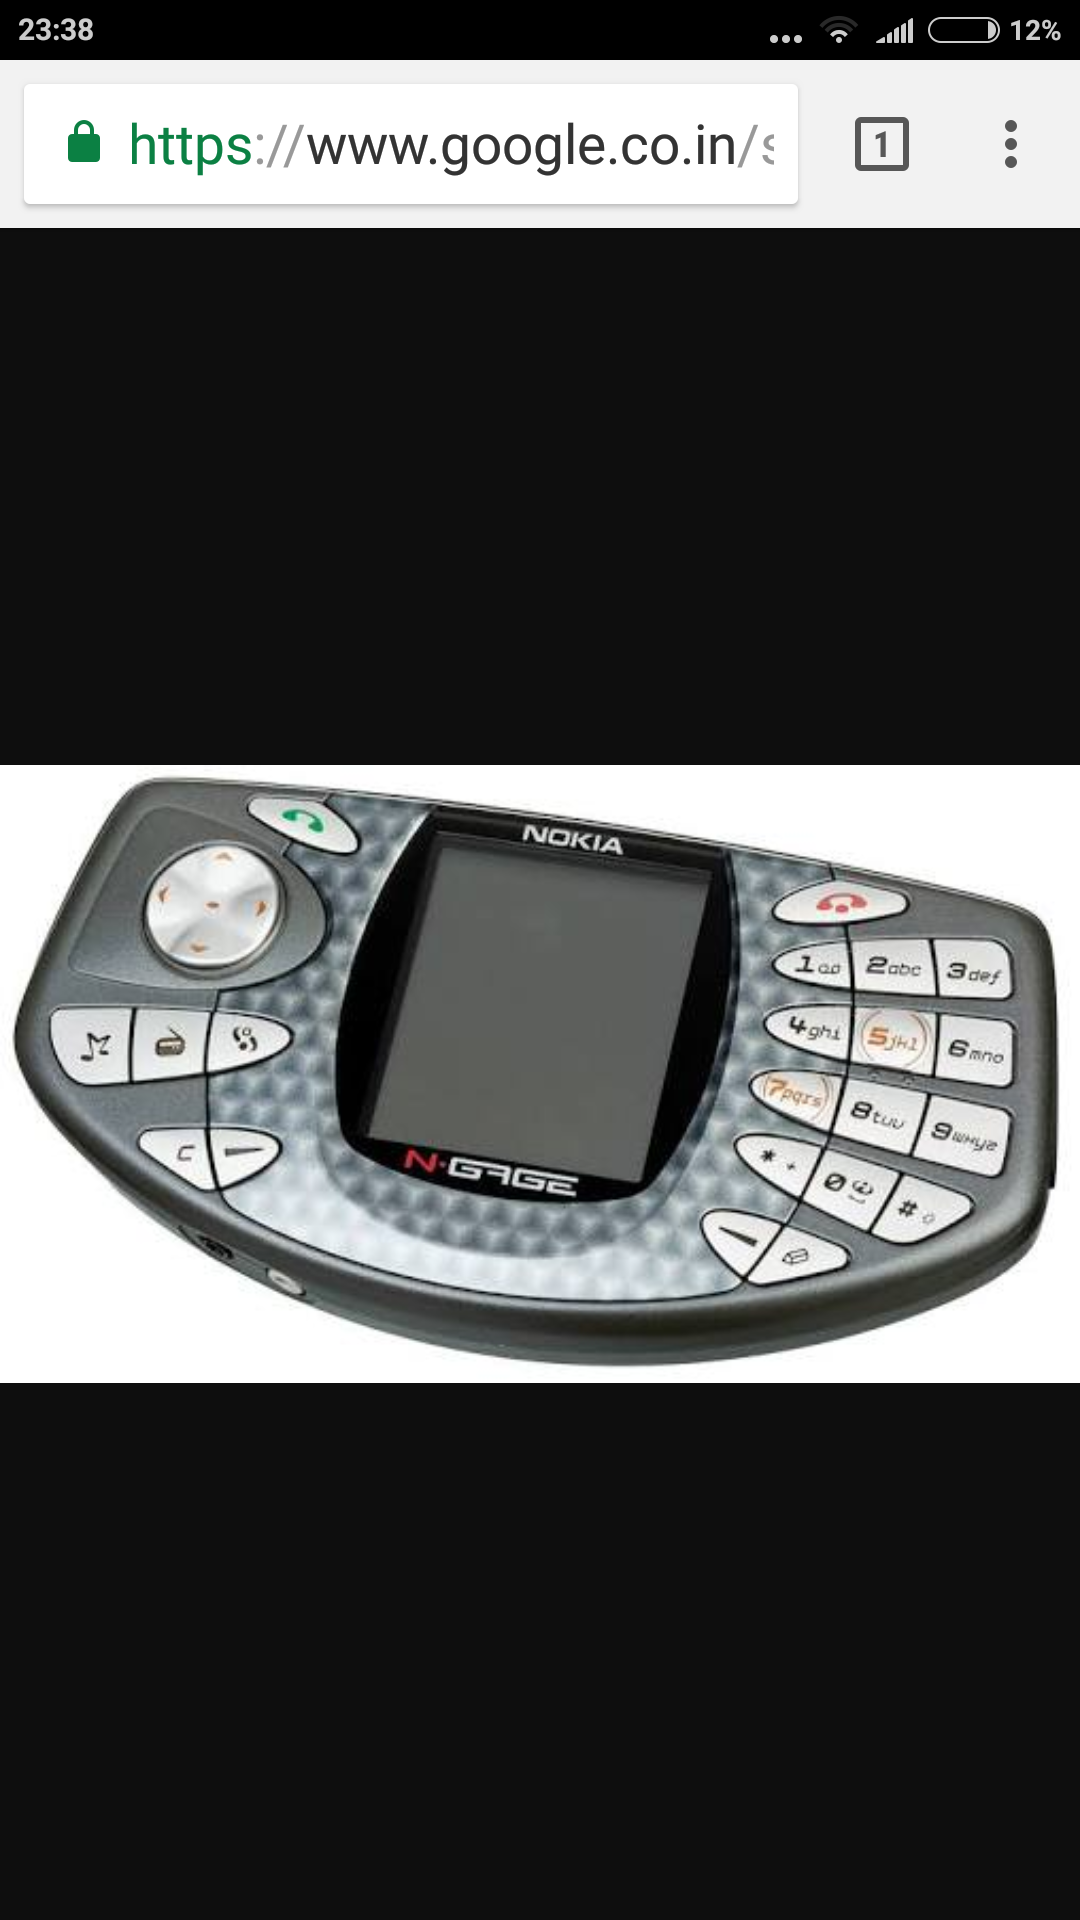 23:38
12%
https://www.google.co.in/s
1
NOKIA
1
2abc
3def
4ghi
5jkl
6mno
7pqrs
8tuv
9wxyz
* +
0
#
C
N·GAGE